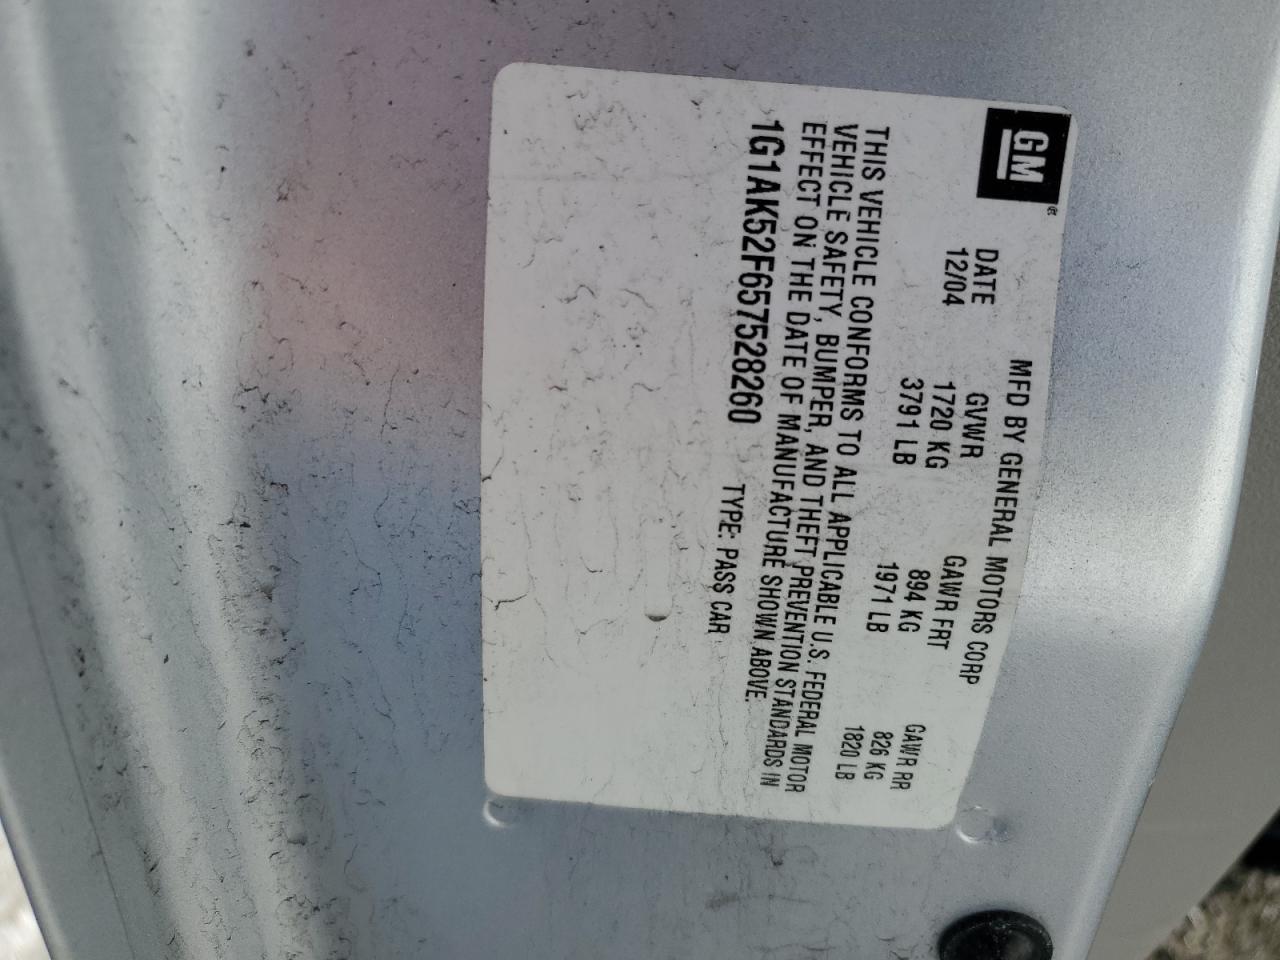 GM
MFD BY GENERAL MOTORS CORP
DATE GVWR GAWR FRT GAWR RR
12/04 1720 KG 894 KG 826 KG
3791 LB 1971 LB 1820 LB
THIS VEHICLE CONFORMS TO ALL APPLICABLE U.S. FEDERAL MOTOR
VEHICLE SAFETY, BUMPER, AND THEFT PREVENTION STANDARDS IN
EFFECT ON THE DATE OF MANUFACTURE SHOWN ABOVE.
1G1AK52F657528260 TYPE: PASS CAR